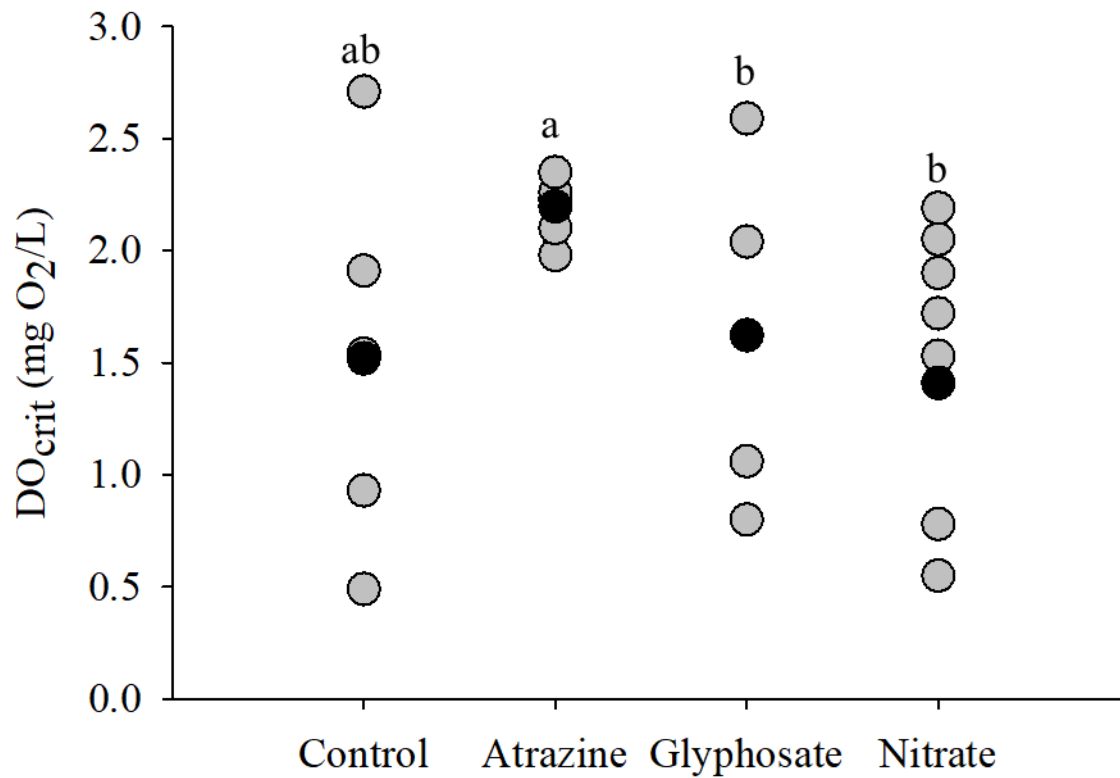 DOcrit (mg O2/L)
3.0
2.5
2.0
1.5
1.0
0.5
0.0
ab
a
b
b
Control Atrazine Glyphosate Nitrate